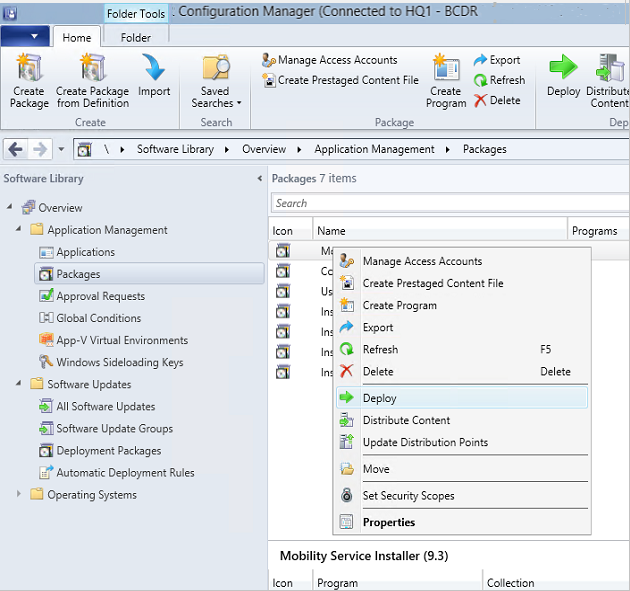 Folder Tools
. Configuration Manager (Connected to HQ1 - BCDR
Home
Folder
Create Package
Create Package from Definition
Import
Saved Searches
Manage Access Accounts
Create Prestaged Content File
Create Program
Export
Refresh
Delete
Deploy
Distribute Content
Create
Search
Package
Dep
\ Software Library Overview Application Management Packages
Software Library
Packages 7 items
Search
Icon Name Programs
Overview
Application Management
Applications
Packages
Approval Requests
Global Conditions
App-V Virtual Environments
Windows Sideloading Keys
Software Updates
All Software Updates
Software Update Groups
Deployment Packages
Automatic Deployment Rules
Operating Systems
Mo
Co
Us
Ins
Ins
Ins
Ins
Manage Access Accounts
Create Prestaged Content File
Create Program
Export
Refresh F5
Delete Delete
Deploy
Distribute Content
Update Distribution Points
Move
Set Security Scopes
Properties
Mobility Service Installer (9.3)
Icon Program Collection